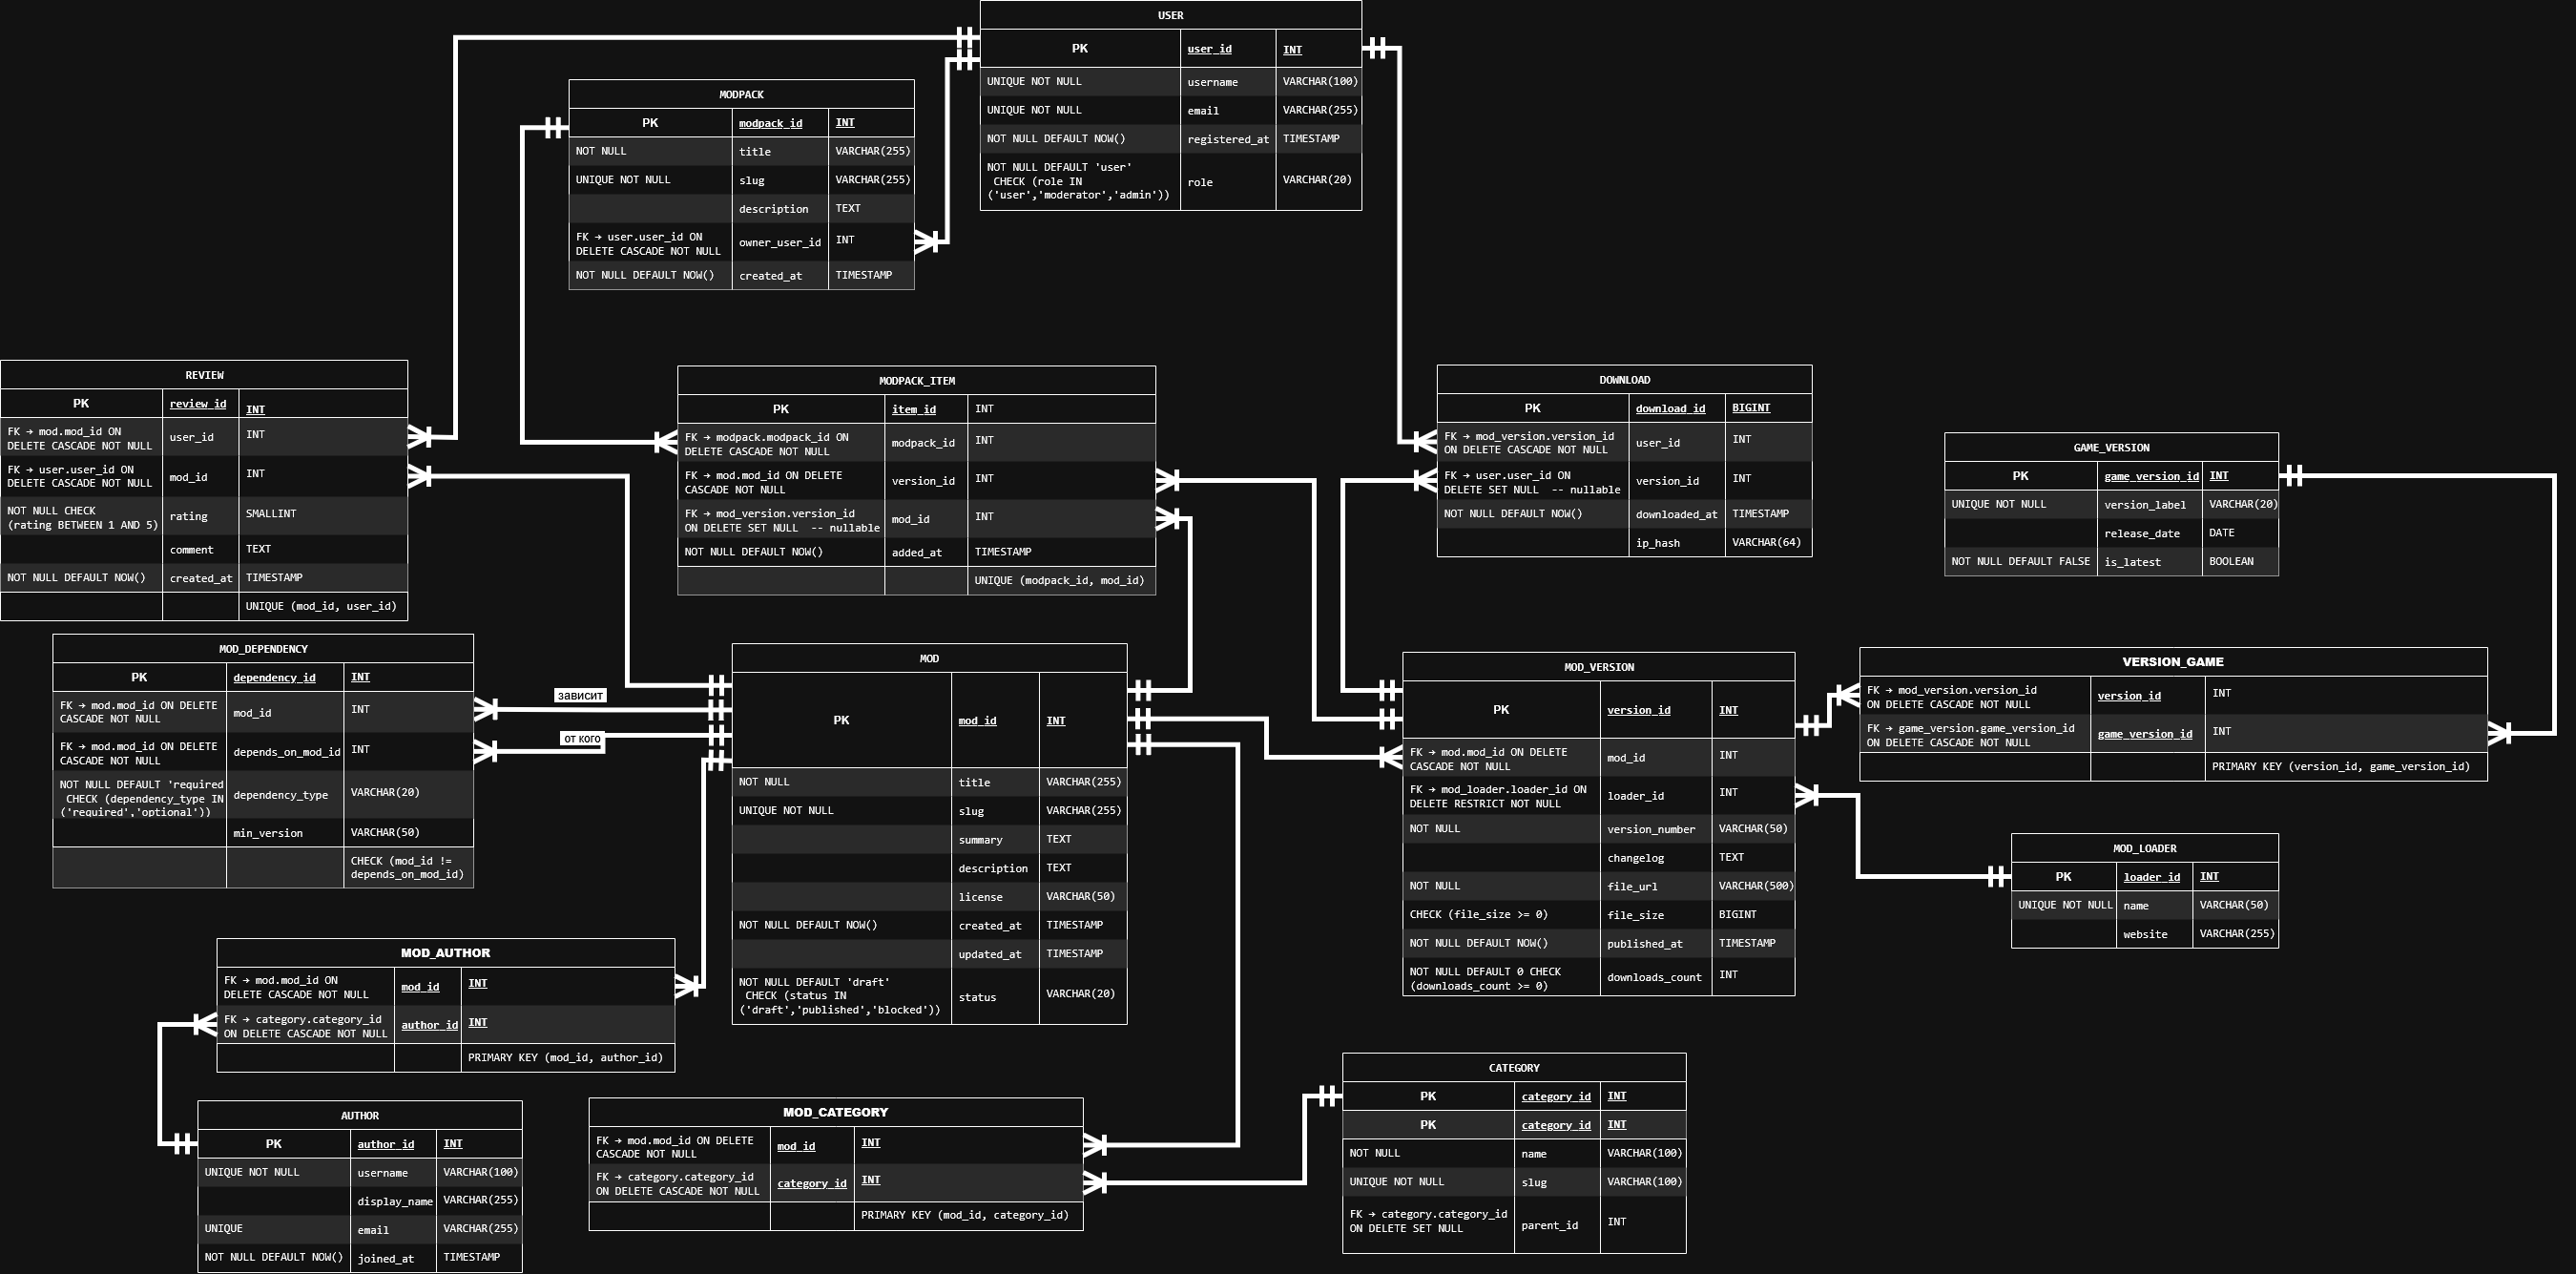 USER
PK user_id INT
UNIQUE NOT NULL username VARCHAR(100)
UNIQUE NOT NULL email VARCHAR(255)
NOT NULL DEFAULT NOW() registered_at TIMESTAMP
NOT NULL DEFAULT 'user'
CHECK (role IN
('user','moderator','admin'))
role VARCHAR(20)
MODPACK
PK modpack_id INT
NOT NULL title VARCHAR(255)
UNIQUE NOT NULL slug VARCHAR(255)
description TEXT
FK → user.user_id ON
DELETE CASCADE NOT NULL
owner_user_id INT
NOT NULL DEFAULT NOW() created_at TIMESTAMP
REVIEW
PK review_id INT
FK → mod.mod_id ON
DELETE CASCADE NOT NULL
user_id INT
FK → user.user_id ON
DELETE CASCADE NOT NULL
mod_id INT
NOT NULL CHECK
(rating BETWEEN 1 AND 5)
rating SMALLINT
comment TEXT
NOT NULL DEFAULT NOW() created_at TIMESTAMP
UNIQUE (mod_id, user_id)
MODPACK_ITEM
PK item_id INT
FK → modpack.modpack_id ON
DELETE CASCADE NOT NULL
modpack_id INT
FK → mod.mod_id ON DELETE
CASCADE NOT NULL
version_id INT
FK → mod_version.version_id
ON DELETE SET NULL -- nullable
mod_id INT
NOT NULL DEFAULT NOW() added_at TIMESTAMP
UNIQUE (modpack_id, mod_id)
DOWNLOAD
PK download_id BIGINT
FK → mod_version.version_id
ON DELETE CASCADE NOT NULL
user_id INT
FK → user.user_id ON
DELETE SET NULL -- nullable
version_id INT
NOT NULL DEFAULT NOW() downloaded_at TIMESTAMP
ip_hash VARCHAR(64)
GAME_VERSION
PK game_version_id INT
UNIQUE NOT NULL version_label VARCHAR(20)
release_date DATE
NOT NULL DEFAULT FALSE is_latest BOOLEAN
MOD_DEPENDENCY
PK dependency_id INT
FK → mod.mod_id ON DELETE
CASCADE NOT NULL
mod_id INT
FK → mod.mod_id ON DELETE
CASCADE NOT NULL
depends_on_mod_id INT
NOT NULL DEFAULT 'required
CHECK (dependency_type IN
('required','optional'))
dependency_type VARCHAR(20)
min_version VARCHAR(50)
CHECK (mod_id !=
depends_on_mod_id)
зависит
от кого
MOD
PK mod_id INT
NOT NULL title VARCHAR(255)
UNIQUE NOT NULL slug VARCHAR(255)
summary TEXT
description TEXT
license VARCHAR(50)
NOT NULL DEFAULT NOW() created_at TIMESTAMP
updated_at TIMESTAMP
NOT NULL DEFAULT 'draft'
CHECK (status IN
('draft','published','blocked'))
status VARCHAR(20)
MOD_VERSION
PK version_id INT
FK → mod.mod_id ON DELETE
CASCADE NOT NULL
mod_id INT
FK → mod_loader.loader_id ON
DELETE RESTRICT NOT NULL
loader_id INT
NOT NULL version_number VARCHAR(50)
changelog TEXT
NOT NULL file_url VARCHAR(500)
CHECK (file_size >= 0) file_size BIGINT
NOT NULL DEFAULT NOW() published_at TIMESTAMP
NOT NULL DEFAULT 0 CHECK
(downloads_count >= 0)
downloads_count INT
VERSION_GAME
FK → mod_version.version_id
ON DELETE CASCADE NOT NULL
version_id INT
FK → game_version.game_version_id
ON DELETE CASCADE NOT NULL
game_version_id INT
PRIMARY KEY (version_id, game_version_id)
MOD_LOADER
PK loader_id INT
UNIQUE NOT NULL name VARCHAR(50)
website VARCHAR(255)
MOD_AUTHOR
FK → mod.mod_id ON
DELETE CASCADE NOT NULL
mod_id INT
FK → category.category_id
ON DELETE CASCADE NOT NULL
author_id INT
PRIMARY KEY (mod_id, author_id)
AUTHOR
PK author_id INT
UNIQUE NOT NULL username VARCHAR(100)
display_name VARCHAR(255)
UNIQUE email VARCHAR(255)
NOT NULL DEFAULT NOW() joined_at TIMESTAMP
MOD_CATEGORY
FK → mod.mod_id ON DELETE
CASCADE NOT NULL
mod_id INT
FK → category.category_id
ON DELETE CASCADE NOT NULL
category_id INT
PRIMARY KEY (mod_id, category_id)
CATEGORY
PK category_id INT
PK category_id INT
NOT NULL name VARCHAR(100)
UNIQUE NOT NULL slug VARCHAR(100)
FK → category.category_id
ON DELETE SET NULL
parent_id INT